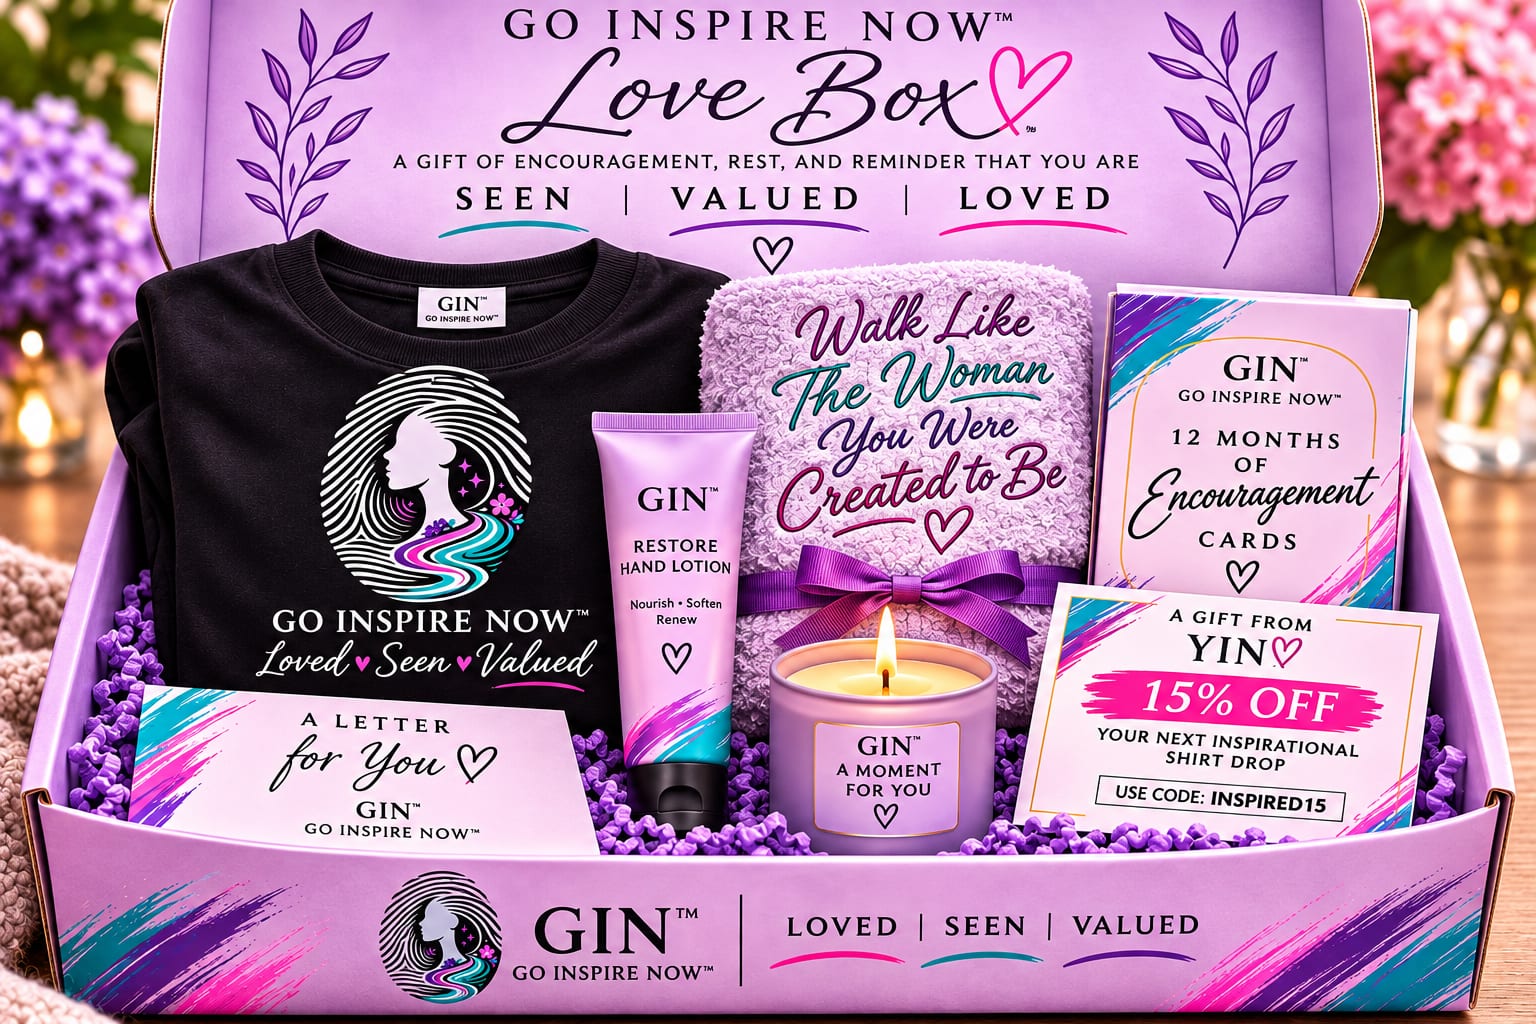 GO INSPIRE NOW™
Love Box
A GIFT OF ENCOURAGEMENT, REST, AND REMINDER THAT YOU ARE
SEEN | VALUED | LOVED
GIN™
GO INSPIRE NOW™
GO INSPIRE NOW™
Loved ♥ Seen ♥ Valued
GIN™
RESTORE
HAND LOTION
Nourish • Soften
Renew
Walk Like
The Woman
You Were
Created to Be
GIN™
GO INSPIRE NOW™
12 MONTHS
OF
Encouragement
CARDS
A LETTER
for You
GIN™
GO INSPIRE NOW™
GIN™
A MOMENT
FOR YOU
A GIFT FROM
YIN
15% OFF
YOUR NEXT INSPIRATIONAL
SHIRT DROP
USE CODE: INSPIRED15
GIN™
GO INSPIRE NOW™
LOVED | SEEN | VALUED